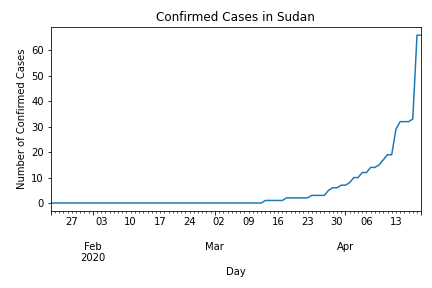 Confirmed Cases in Sudan
Number of Confirmed Cases
60
50
40
30
20
10
0
27 03 10 17 24 02 09 16 23 30 06 13
Feb Mar Apr
2020
Day